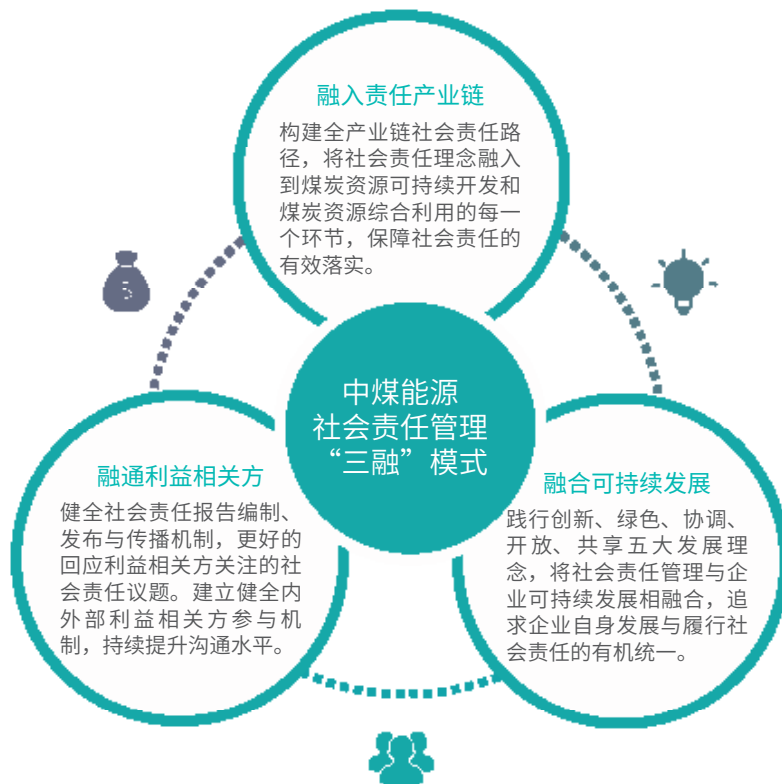 融入责任产业链
构建全产业链社会责任路
径，将社会责任理念融入
到煤炭资源可持续开发和
煤炭资源综合利用的每一
个环节，保障社会责任的
有效落实。
中煤能源
社会责任管理
“三融”模式
融通利益相关方
健全社会责任报告编制、
发布与传播机制，更好的
回应利益相关方关注的社
会责任议题。建立健全内
外部利益相关方参与机
制，持续提升沟通水平。
融合可持续发展
践行创新、绿色、协调、
开放、共享五大发展理
念，将社会责任管理与企
业可持续发展相融合，追
求企业自身发展与履行社
会责任的有机统一。